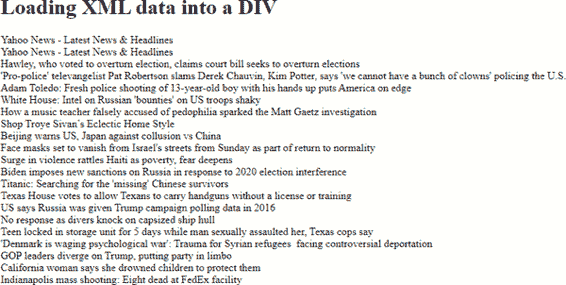 Loading XML data into a DIV
Yahoo News - Latest News & Headlines
Yahoo News - Latest News & Headlines
Hawley, who voted to overturn election, claims court bill seeks to overturn elections
'Pro-police' televangelist Pat Robertson slams Derek Chauvin, Kim Potter, says 'we cannot have a bunch of clowns' policing the U.S.
Adam Toledo: Fresh police shooting of 13-year-old boy with his hands up puts America on edge
White House: Intel on Russian 'bounties' on US troops shaky
How a music teacher falsely accused of pedophilia sparked the Matt Gaetz investigation
Shop Troye Sivan's Eclectic Home Style
Beijing warns US, Japan against collusion vs China
Face masks set to vanish from Israel's streets from Sunday as part of return to normality
Surge in violence rattles Haiti as poverty, fear deepens
Biden imposes new sanctions on Russia in response to 2020 election interference
Titanic: Searching for the 'missing' Chinese survivors
Texas House votes to allow Texans to carry handguns without a license or training
US says Russia was given Trump campaign polling data in 2016
No response as divers knock on capsized ship hull
Teen locked in storage unit for 5 days while man sexually assaulted her, Texas cops say
'Denmark is waging psychological war': Trauma for Syrian refugees facing controversial deportation
GOP leaders diverge on Trump, putting party in limbo
California woman says she drowned children to protect them
Indianapolis mass shooting: Eight dead at FedEx facility